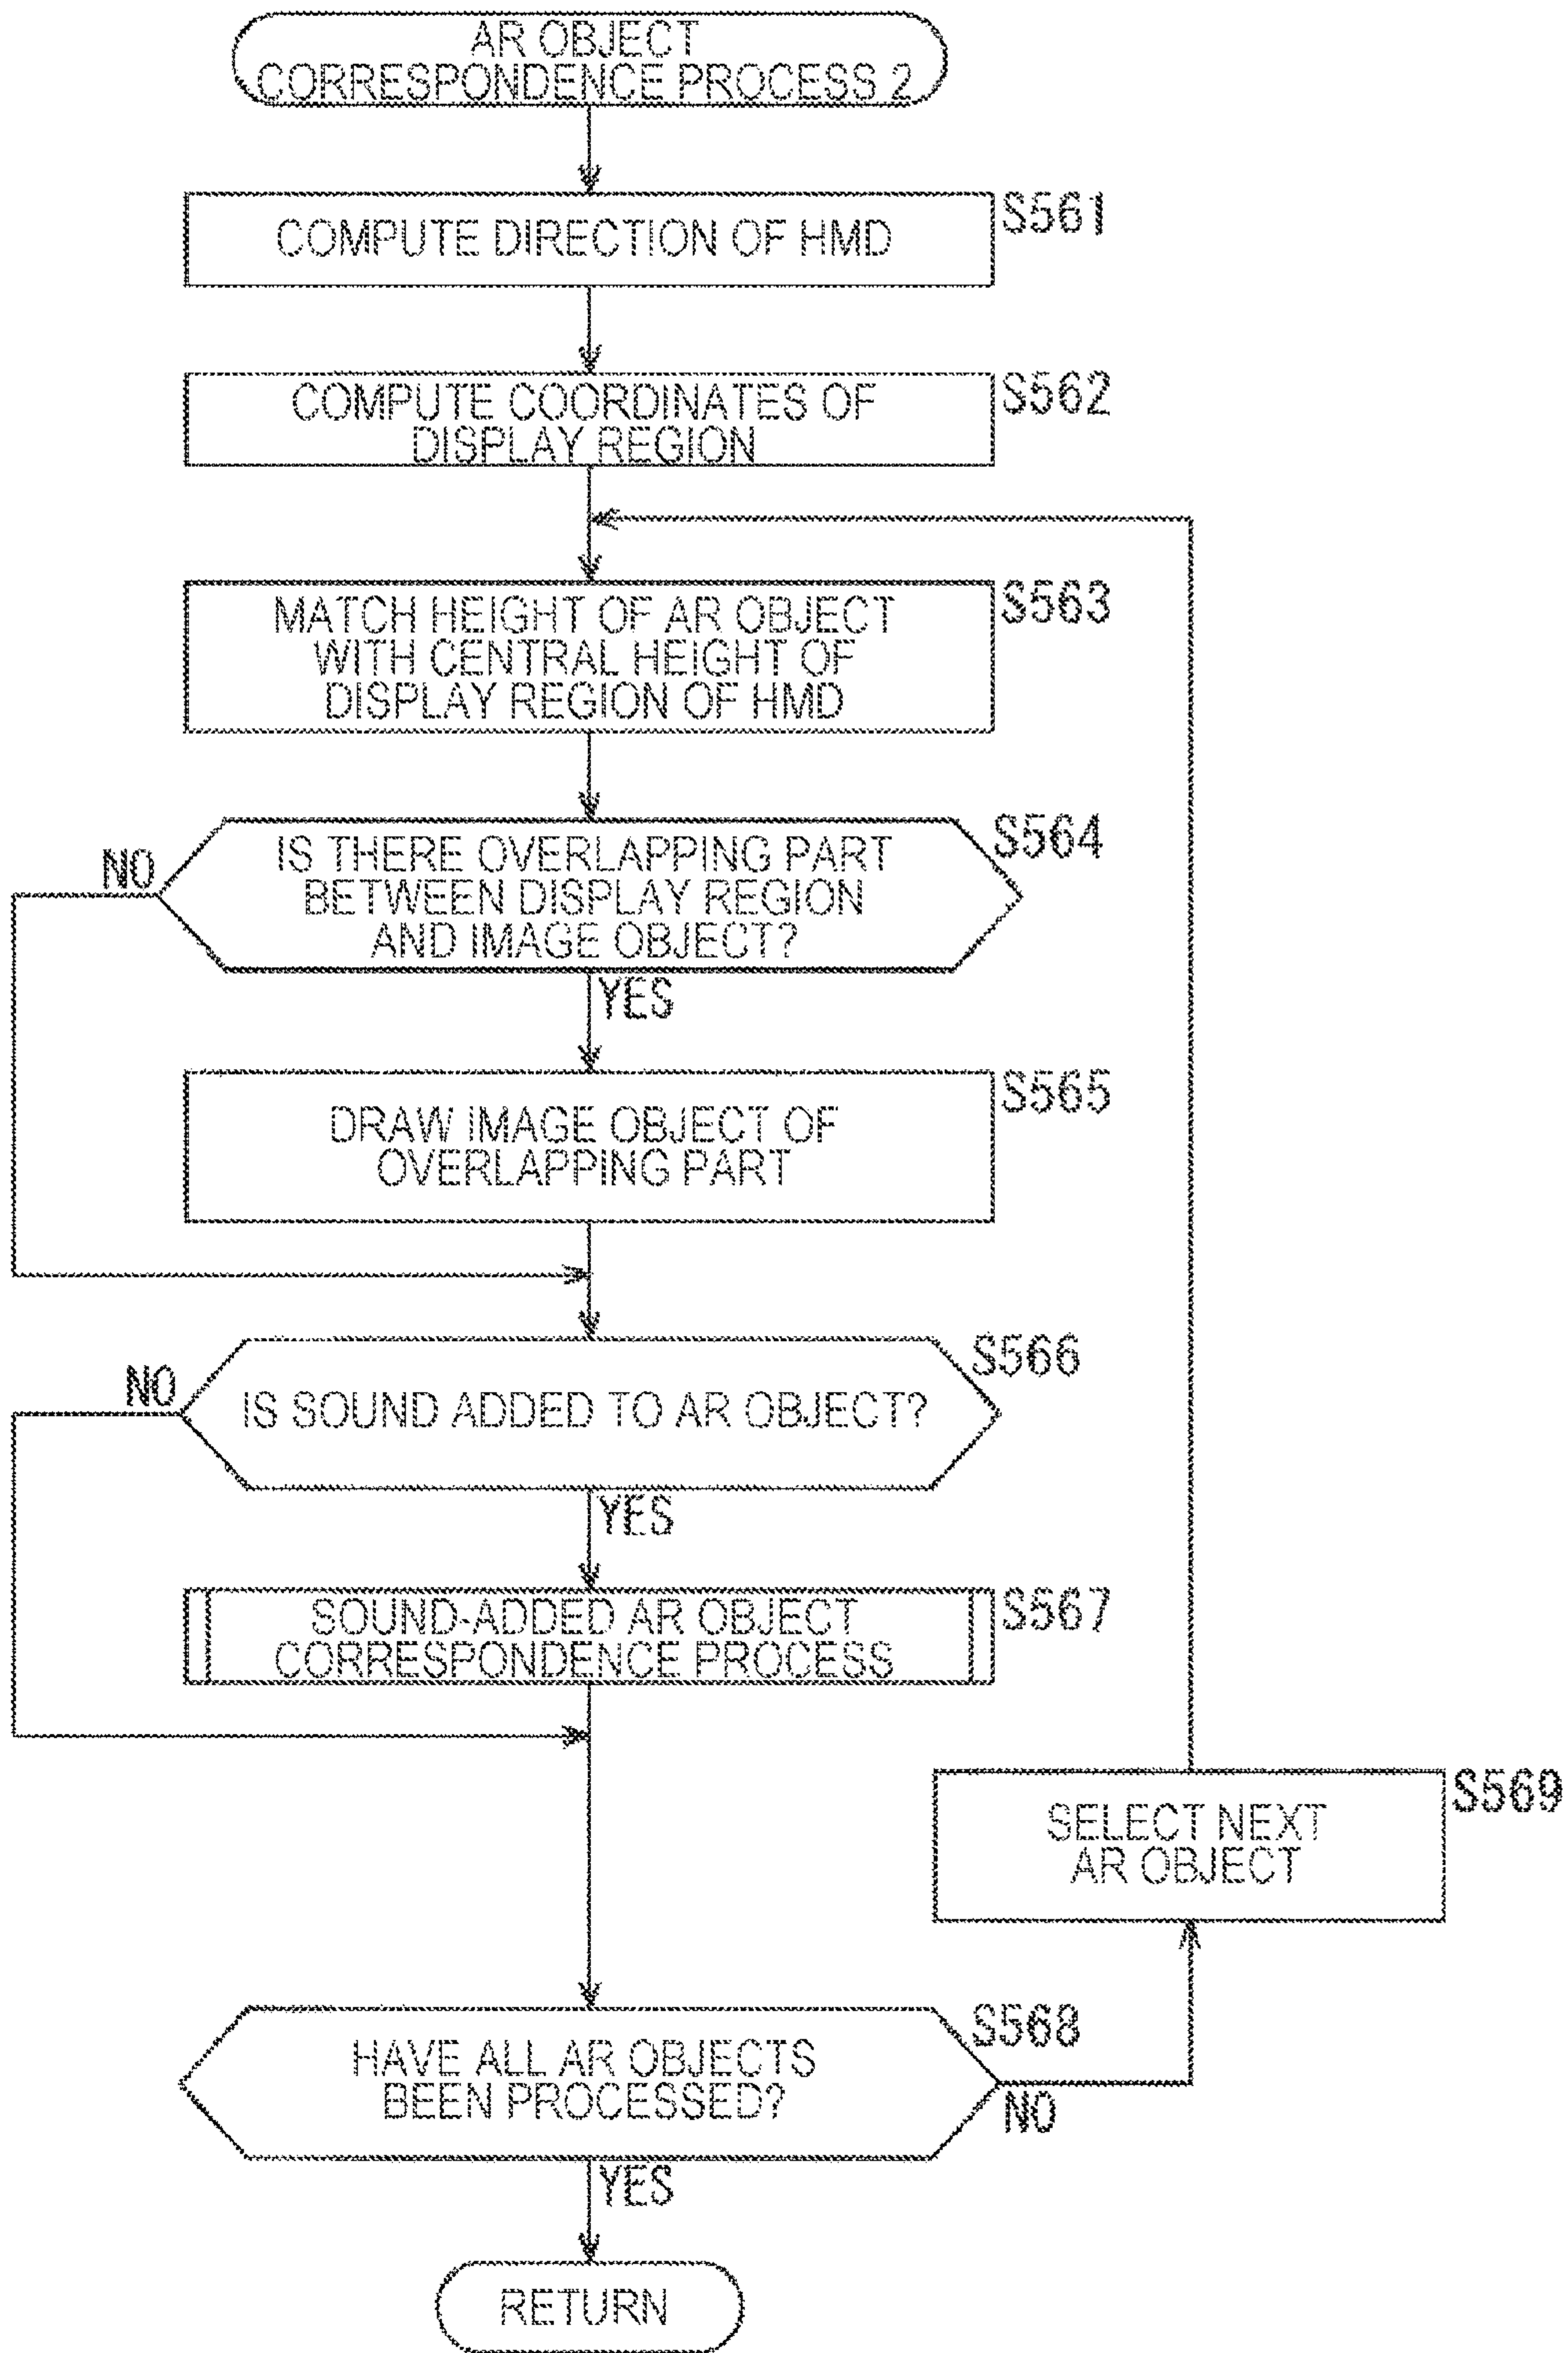 AR OBJECT
CORRESPONDENCE PROCESS 2
COMPUTE DIRECTION OF HMD
S561
COMPUTE COORDINATES OF
DISPLAY REGION
S562
MATCH HEIGHT OF AR OBJECT
WITH CENTRAL HEIGHT OF
DISPLAY REGION OF HMD
S563
IS THERE OVERLAPPING PART
BETWEEN DISPLAY REGION
AND IMAGE OBJECT?
S564
NO
YES
DRAW IMAGE OBJECT OF
OVERLAPPING PART
S565
IS SOUND ADDED TO AR OBJECT?
S566
NO
YES
SOUND-ADDED AR OBJECT
CORRESPONDENCE PROCESS
S567
SELECT NEXT
AR OBJECT
S569
HAVE ALL AR OBJECTS
BEEN PROCESSED?
S568
NO
YES
RETURN